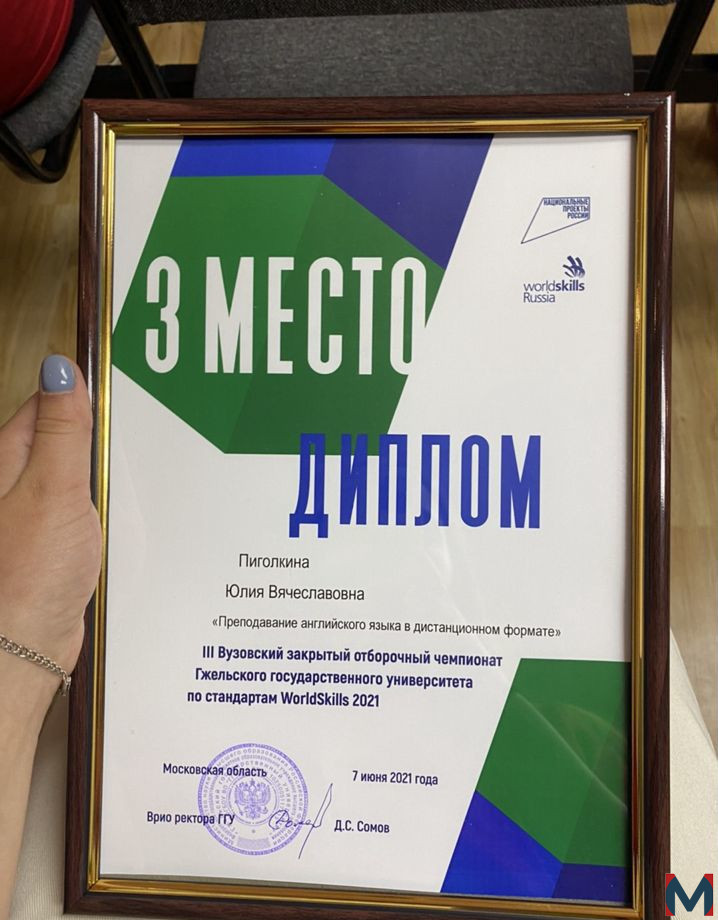 НАЦИОНАЛЬНЫЕ
ПРОЕКТЫ
РОССИИ
worldskills
Russia
3 МЕСТО
ДИПЛОМ
Пиголкина
Юлия Вячеславовна
«Преподавание английского языка в дистанционном формате»
III Вузовский закрытый отборочный чемпионат
Гжельского государственного университета
по стандартам WorldSkills 2021
Московская область
7 июня 2021 года
Врио ректора ГГУ
Д.С. Сомов
M